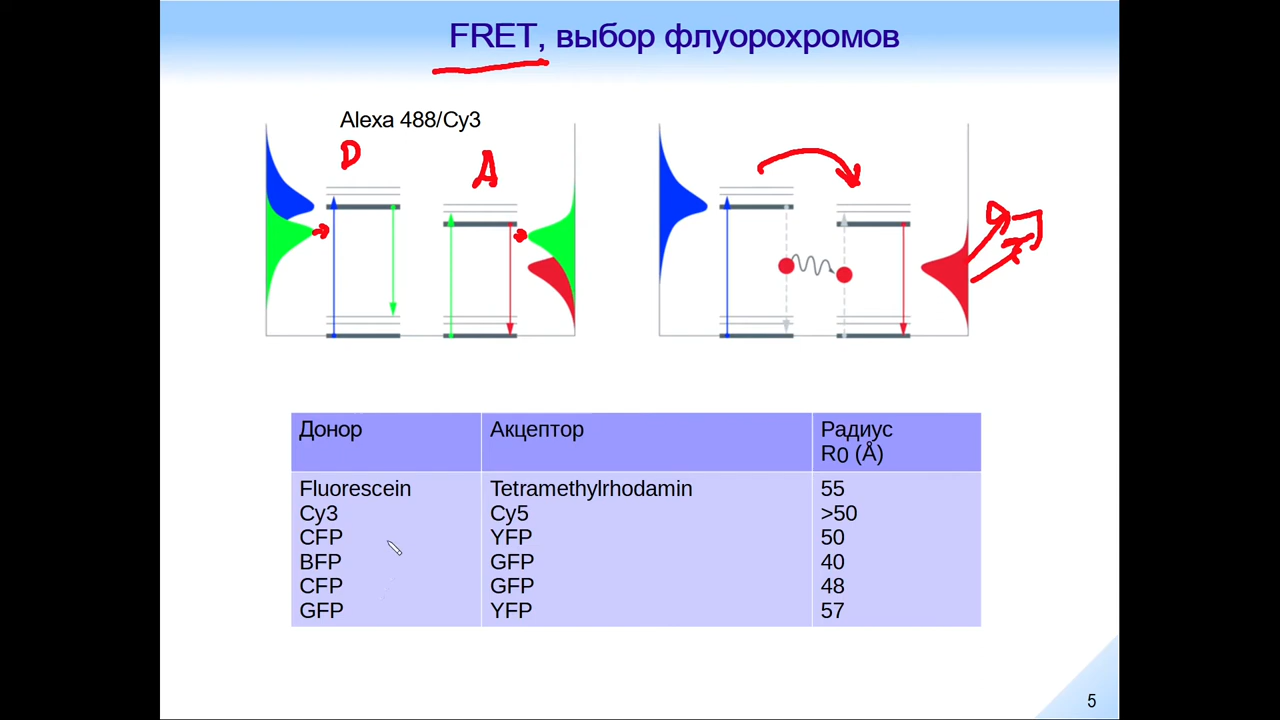 FRET, выбор флуорохромов
Alexa 488/Cy3
D
A
Донор
Акцептор
Радиус
R0 (Å)
Fluorescein Tetramethylrhodamin 55
Cy3 Cy5 >50
CFP YFP 50
BFP GFP 40
CFP GFP 48
GFP YFP 57
5